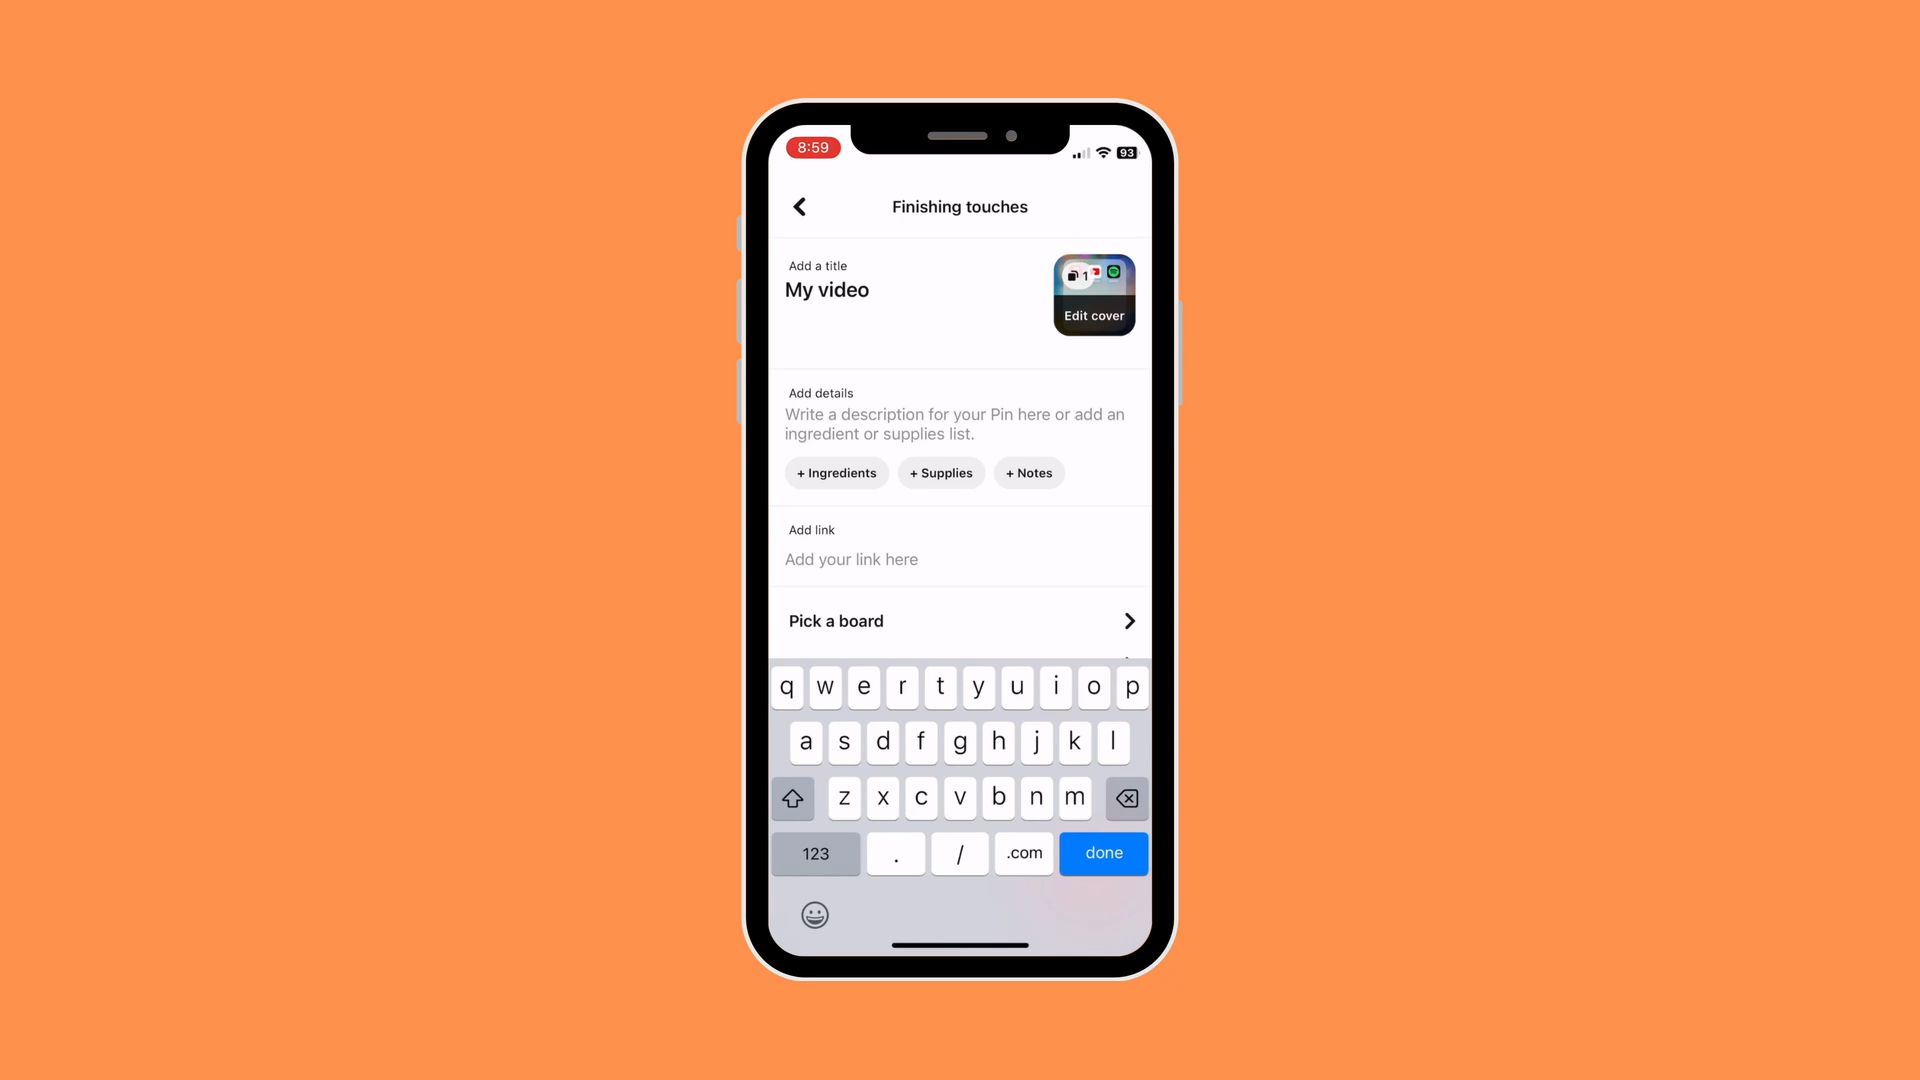 8:59
93
Finishing touches
Add a title
My video
1
Edit cover
Add details
Write a description for your Pin here or add an
ingredient or supplies list.
+ Ingredients + Supplies + Notes
Add link
Add your link here
Pick a board
q w e r t y u i o p
a s d f g h j k l
z x c v b n m
123 . / .com done